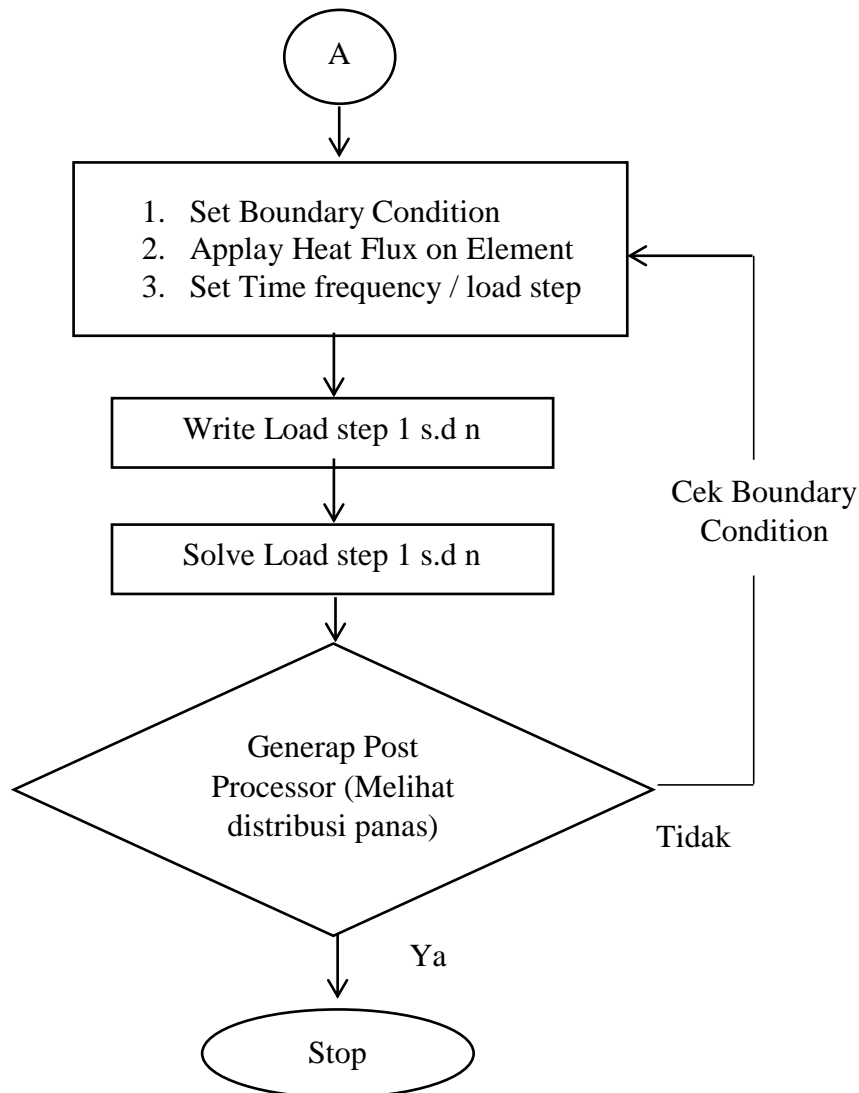 A
1. Set Boundary Condition
2. Applay Heat Flux on Element
3. Set Time frequency / load step
Write Load step 1 s.d n
Cek Boundary
Condition
Solve Load step 1 s.d n
Generap Post
Processor (Melihat
distribusi panas)
Tidak
Ya
Stop